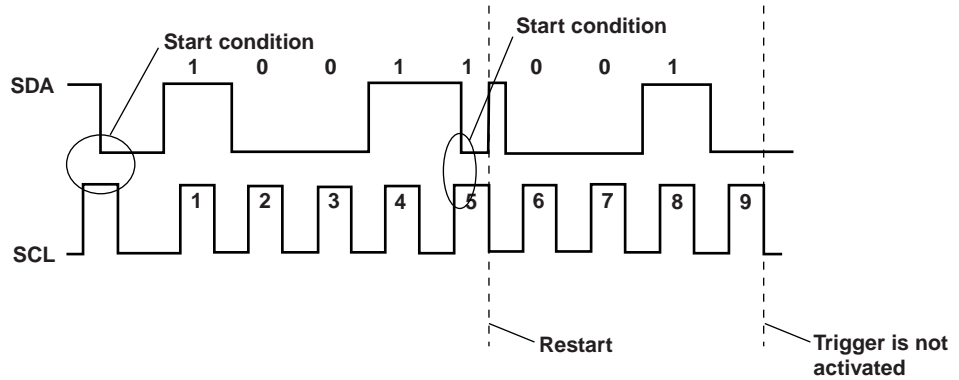 Start condition
Start condition
1 0 0 1 1 0 0 1
SDA
1 2 3 4 5 6 7 8 9
SCL
Restart
Trigger is not
activated